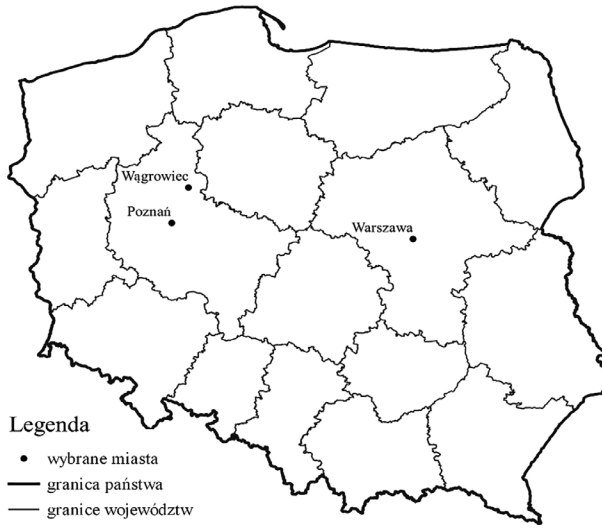 Wągrowiec
Poznań
Warszawa
Legenda
wybrane miasta
granica państwa
granice województw